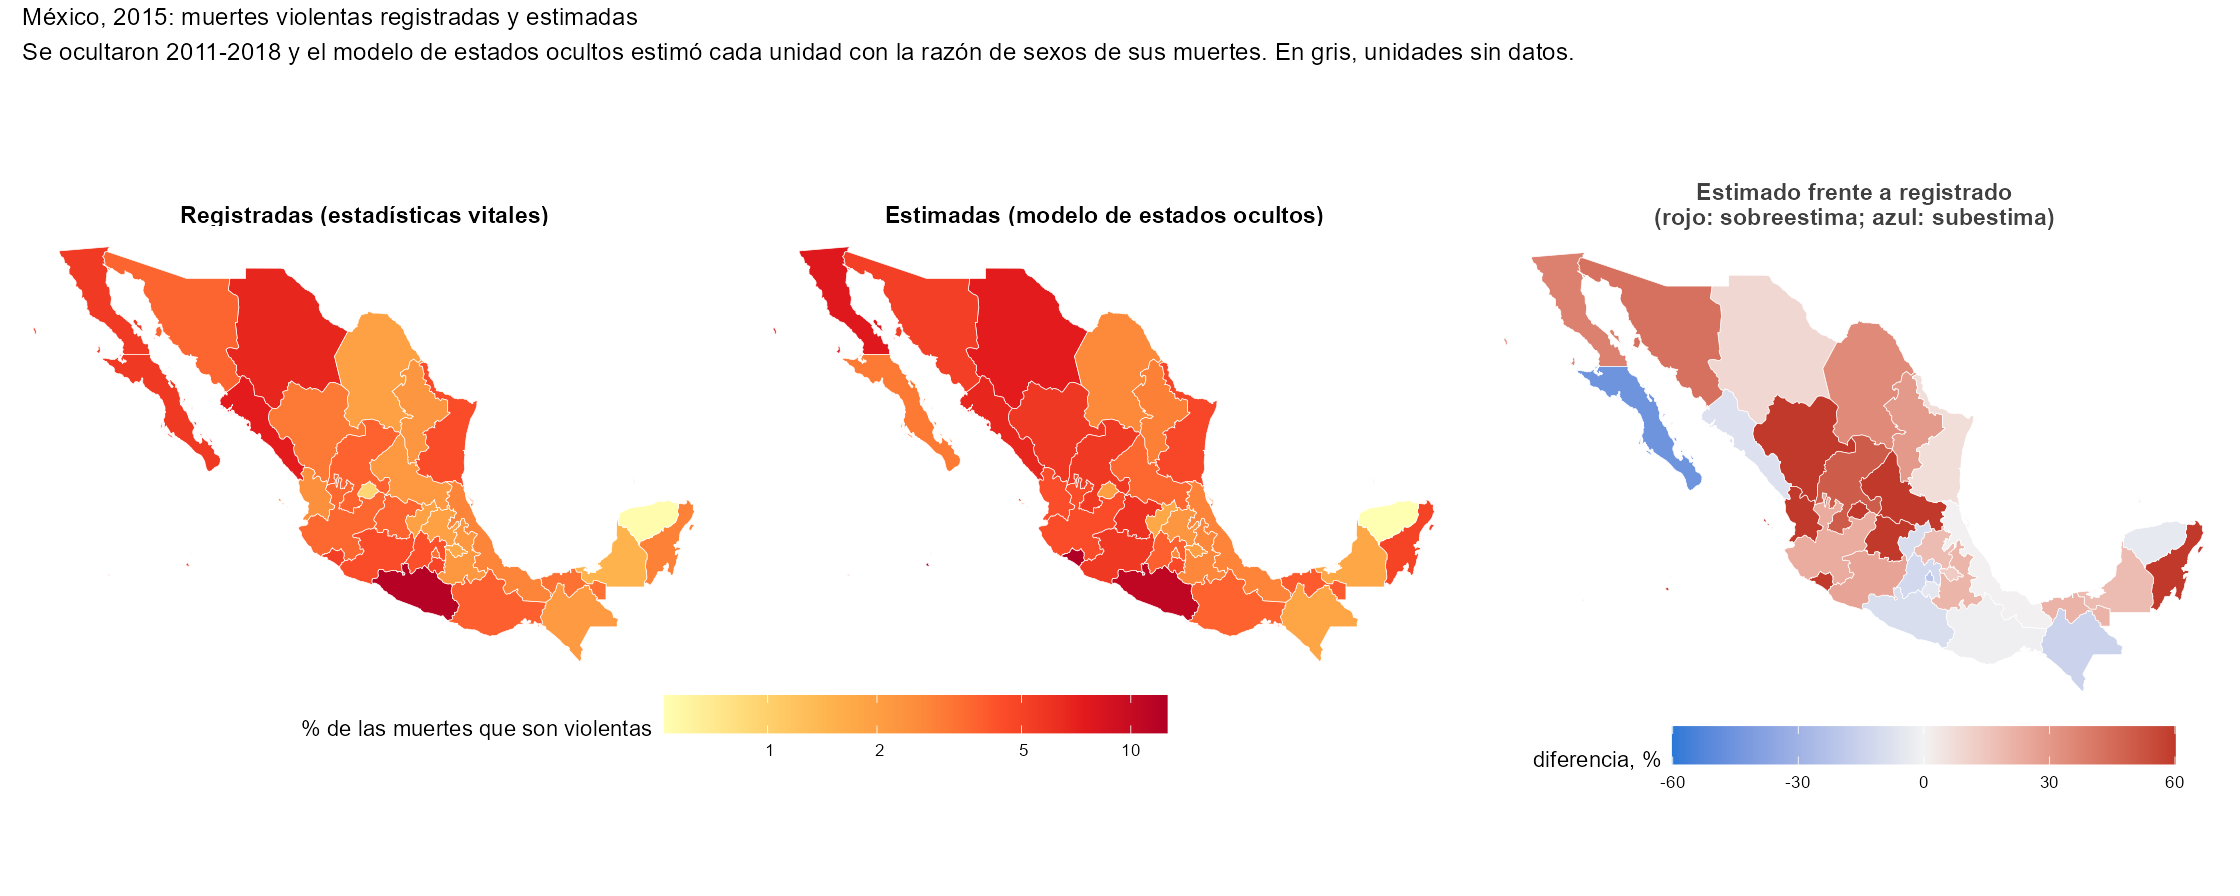 México, 2015: muertes violentas registradas y estimadas
Se ocultaron 2011-2018 y el modelo de estados ocultos estimó cada unidad con la razón de sexos de sus muertes. En gris, unidades sin datos.
Registradas (estadísticas vitales)
Estimadas (modelo de estados ocultos)
Estimado frente a registrado
(rojo: sobreestima; azul: subestima)
% de las muertes que son violentas
1 2 5 10
diferencia, %
-60 -30 0 30 60